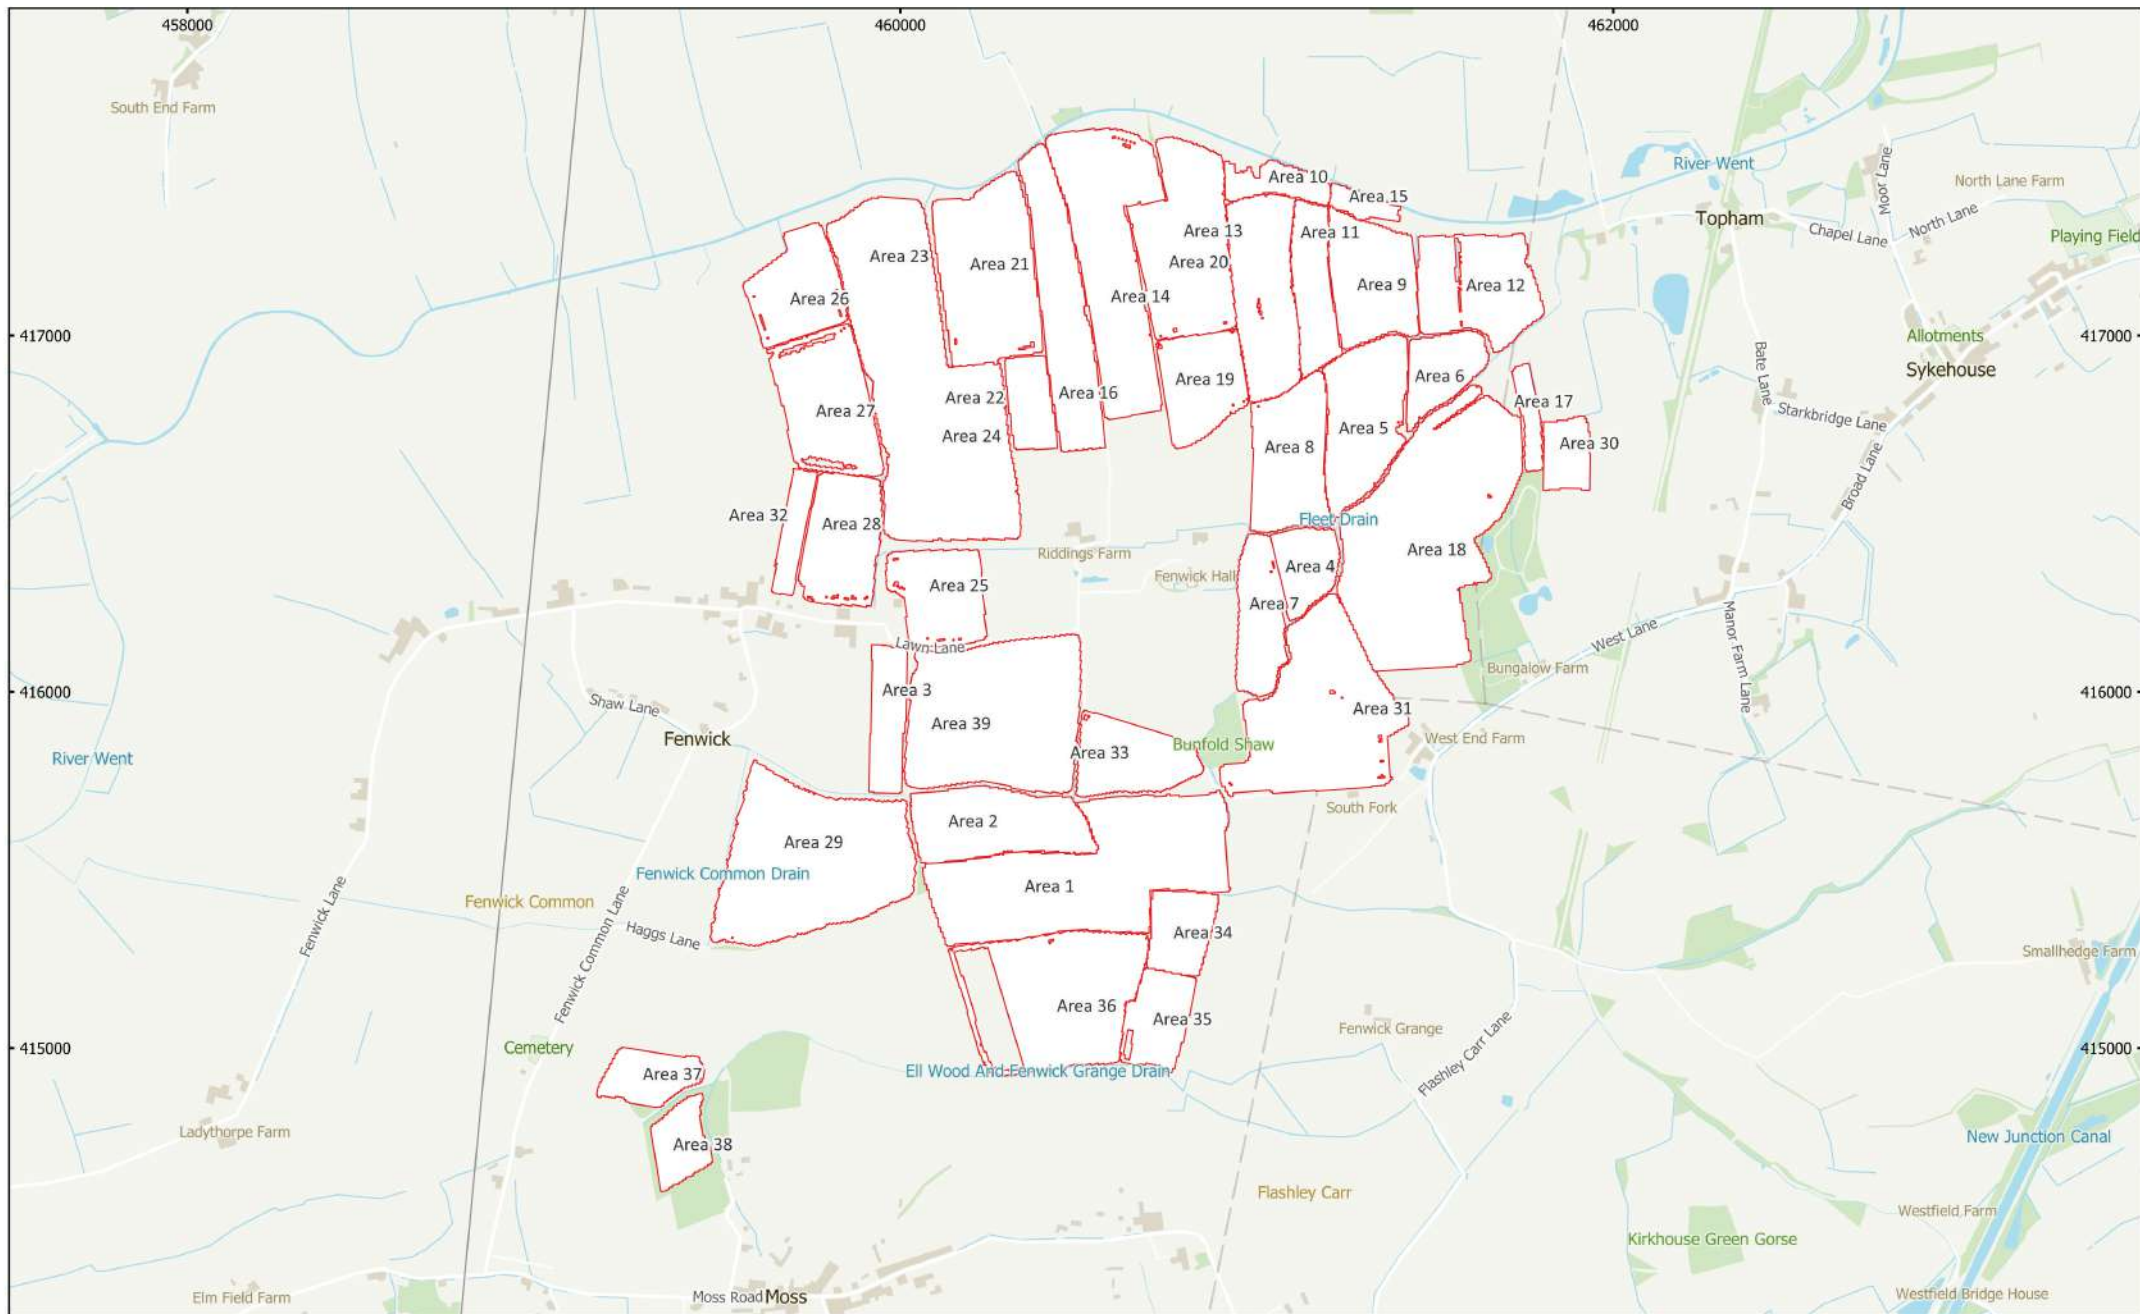 458000
460000
462000
South End Farm
River Went
Moor Lane
North Lane Farm
Area 10
Area 15
Topham
North Lane
Chapel Lane
Playing Field
Area 13
Area 11
Area 23
Area 21
Area 20
Area 9
Area 12
Area 26
Area 14
417000
417000
Allotments
Sykehouse
Bate Lane
Area 19
Area 6
Area 22
Area 16
Area 17
Starkbridge Lane
Area 27
Area 5
Area 24
Area 8
Area 30
Broad Lane
Area 32
Area 28
Fleet Drain
Riddings Farm
Area 18
Fenwick Hall
Area 4
Area 25
Area 7
Lawn Lane
West Lane
Manor Farm Lane
Bungalow Farm
416000
416000
Area 3
Shaw Lane
Area 31
Area 39
Fenwick
West End Farm
Bunfold Shaw
Area 33
River Went
South Fork
Area 2
Area 29
Fenwick Common Drain
Area 1
Fenwick Common
Fenwick Lane
Fenwick Common Lane
Haggs Lane
Area 34
Smallhedge Farm
Area 36
Area 35
Fenwick Grange
415000
415000
Cemetery
Flashley Carr Lane
Ell Wood And Fenwick Grange Drain
Area 37
Ladythorpe Farm
Area 38
New Junction Canal
Flashley Carr
Westfield Farm
Kirkhouse Green Gorse
Elm Field Farm
Moss Road
Moss
Westfield Bridge House